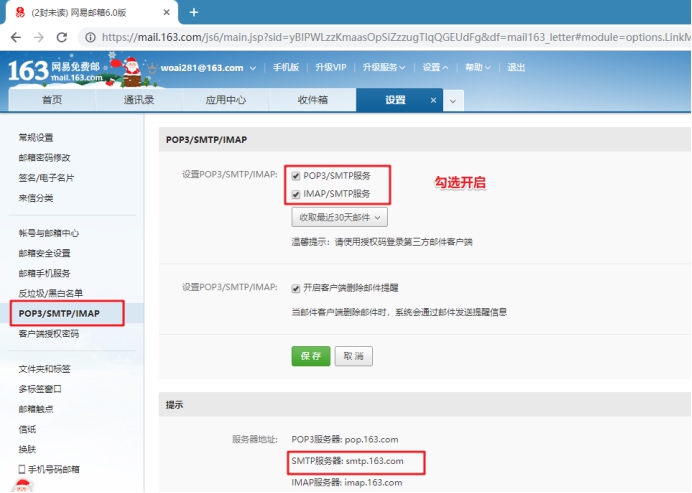 (2封未读) 网易邮箱6.0版
https://mail.163.com/js6/main.jsp?sid=yBIPWLzzKmaasOpSiZzzugTlqQGEUdFg&df=mail163_letter#module=options.LinkM
163 网易免费邮
mail.163.com
woai281@163.com 手机版 升级VIP 升级服务 设置 帮助 退出
首页 通讯录 应用中心 收件箱 设置 ×
常规设置
邮箱密码修改
签名/电子名片
来信分类
帐号与邮箱中心
邮箱安全设置
邮箱手机服务
反垃圾/黑白名单
POP3/SMTP/IMAP
客户端授权密码
文件夹和标签
多标签窗口
邮箱触点
信纸
换肤
手机号码邮箱
POP3/SMTP/IMAP
设置POP3/SMTP/IMAP: POP3/SMTP服务
IMAP/SMTP服务
勾选开启
收取最近30天邮件
温馨提示：请使用授权码登录第三方邮件客户端
设置POP3/SMTP/IMAP: 开启客户端删除邮件提醒
当邮件客户端删除邮件时，系统会通过邮件发送提醒信息
保存 取消
提示
服务器地址: POP3服务器: pop.163.com
SMTP服务器: smtp.163.com
IMAP服务器: imap.163.com